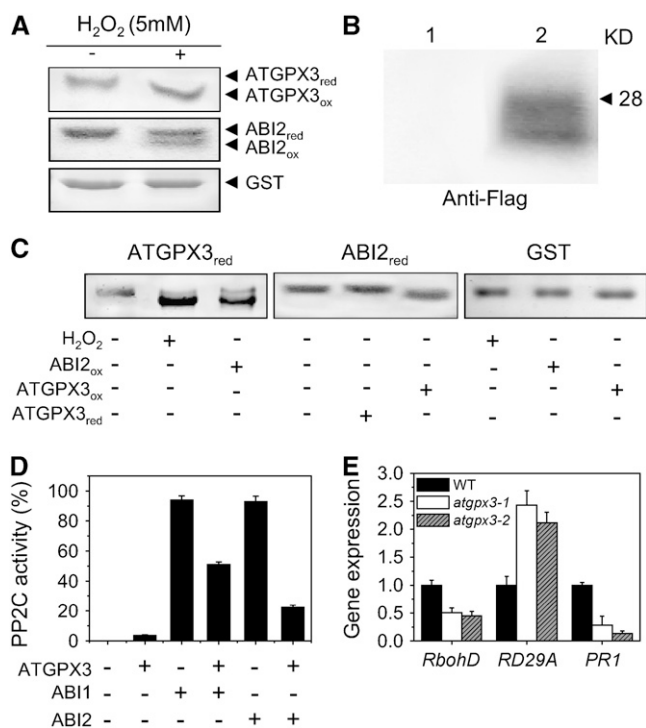 A
H₂O₂ (5mM)
- +
ATGPX3red
ATGPX3ox
ABI2red
ABI2ox
GST
B
1 2 KD
28
Anti-Flag
C
ATGPX3red ABI2red GST
H₂O₂ - + - - - - + - -
ABI2ox - - + - - - - + -
ATGPX3ox - - - - - + - - +
ATGPX3red - - - - + - - - -
D
PP2C activity (%)
100
80
60
40
20
0
ATGPX3 + + +
ABI1 + +
ABI2 + +
E
Gene expression
3.0
2.5
2.0
1.5
1.0
0.5
0.0
WT
atgpx3-1
atgpx3-2
RbohD RD29A PR1